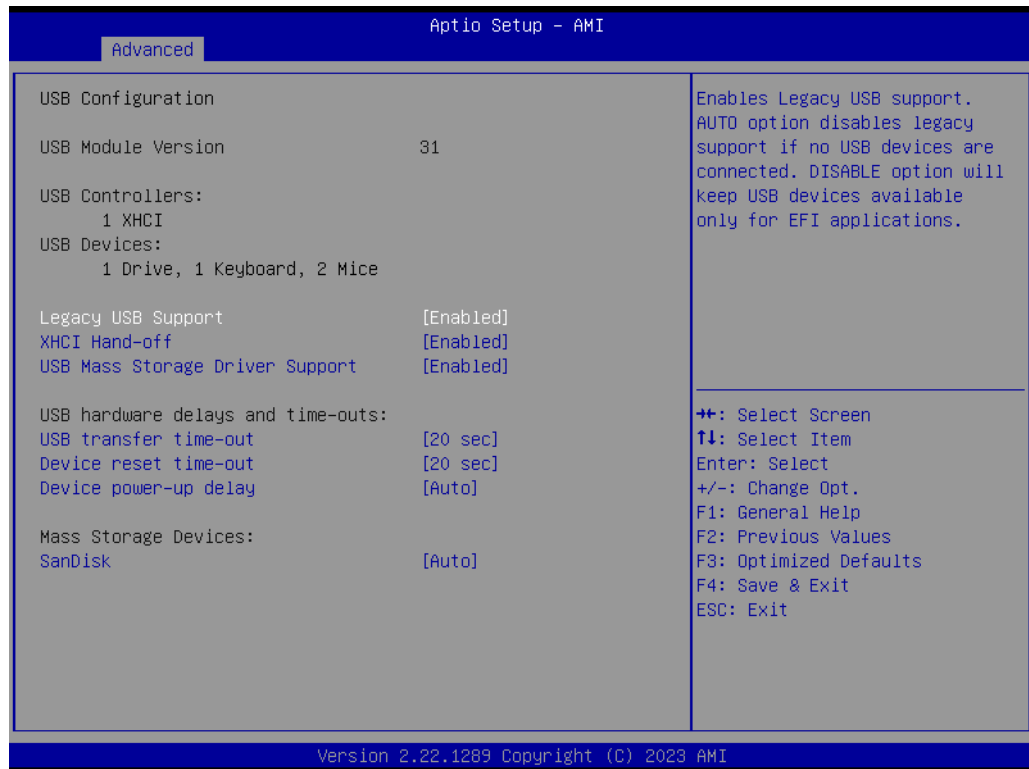 Aptio Setup – AMI
Advanced
USB Configuration
USB Module Version 31
USB Controllers:
1 XHCI
USB Devices:
1 Drive, 1 Keyboard, 2 Mice
Legacy USB Support [Enabled]
XHCI Hand-off [Enabled]
USB Mass Storage Driver Support [Enabled]
USB hardware delays and time-outs:
USB transfer time-out [20 sec]
Device reset time-out [20 sec]
Device power-up delay [Auto]
Mass Storage Devices:
SanDisk [Auto]
Enables Legacy USB support.
AUTO option disables legacy
support if no USB devices are
connected. DISABLE option will
keep USB devices available
only for EFI applications.
→←: Select Screen
↑↓: Select Item
Enter: Select
+/-: Change Opt.
F1: General Help
F2: Previous Values
F3: Optimized Defaults
F4: Save & Exit
ESC: Exit
Version 2.22.1289 Copyright (C) 2023 AMI